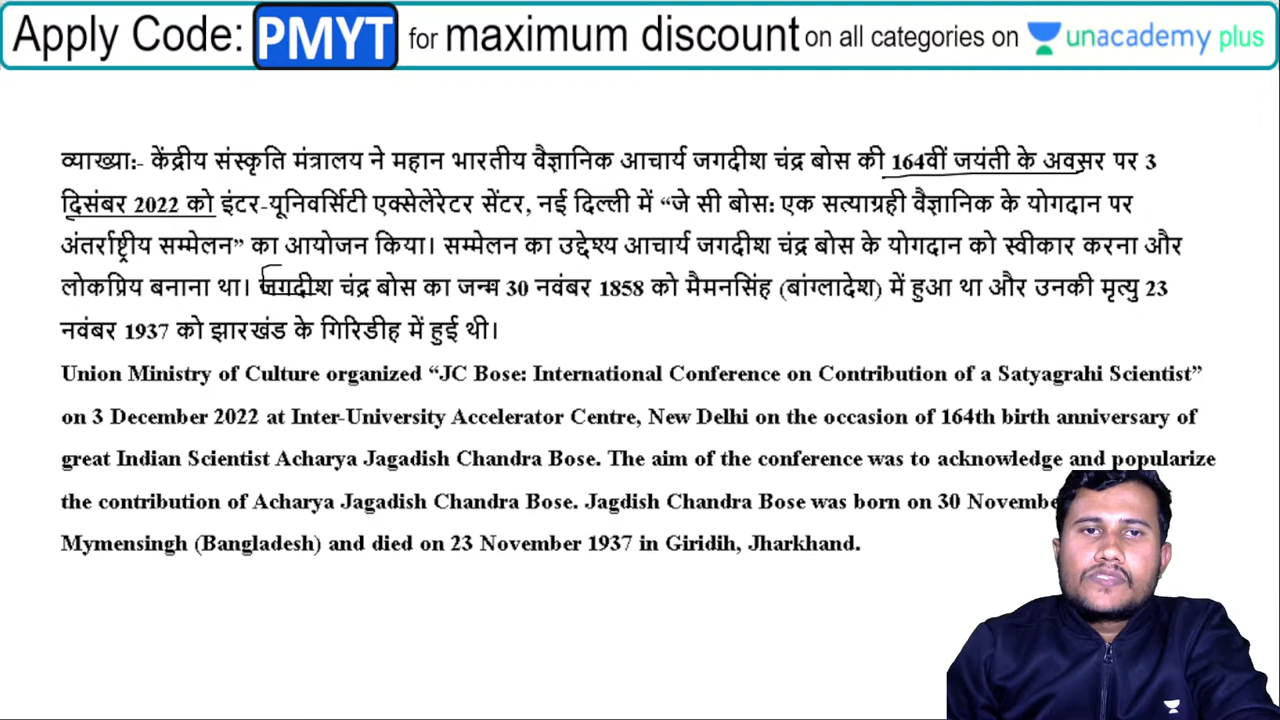 Apply Code: PMYT for maximum discount on all categories on unacademy plus
व्याख्या:- केंद्रीय संस्कृति मंत्रालय ने महान भारतीय वैज्ञानिक आचार्य जगदीश चंद्र बोस की 164वीं जयंती के अवसर पर 3
दिसंबर 2022 को इंटर-यूनिवर्सिटी एक्सेलेरेटर सेंटर, नई दिल्ली में “जे सी बोस: एक सत्याग्रही वैज्ञानिक के योगदान पर
अंतर्राष्ट्रीय सम्मेलन” का आयोजन किया। सम्मेलन का उद्देश्य आचार्य जगदीश चंद्र बोस के योगदान को स्वीकार करना और
लोकप्रिय बनाना था। जगदीश चंद्र बोस का जन्म 30 नवंबर 1858 को मैमनसिंह (बांग्लादेश) में हुआ था और उनकी मृत्यु 23
नवंबर 1937 को झारखंड के गिरिडीह में हुई थी।
Union Ministry of Culture organized “JC Bose: International Conference on Contribution of a Satyagrahi Scientist”
on 3 December 2022 at Inter-University Accelerator Centre, New Delhi on the occasion of 164th birth anniversary of
great Indian Scientist Acharya Jagadish Chandra Bose. The aim of the conference was to acknowledge and popularize
the contribution of Acharya Jagadish Chandra Bose. Jagdish Chandra Bose was born on 30
Mymensingh (Bangladesh) and died on 23 November 1937 in Giridih, Jharkhand.